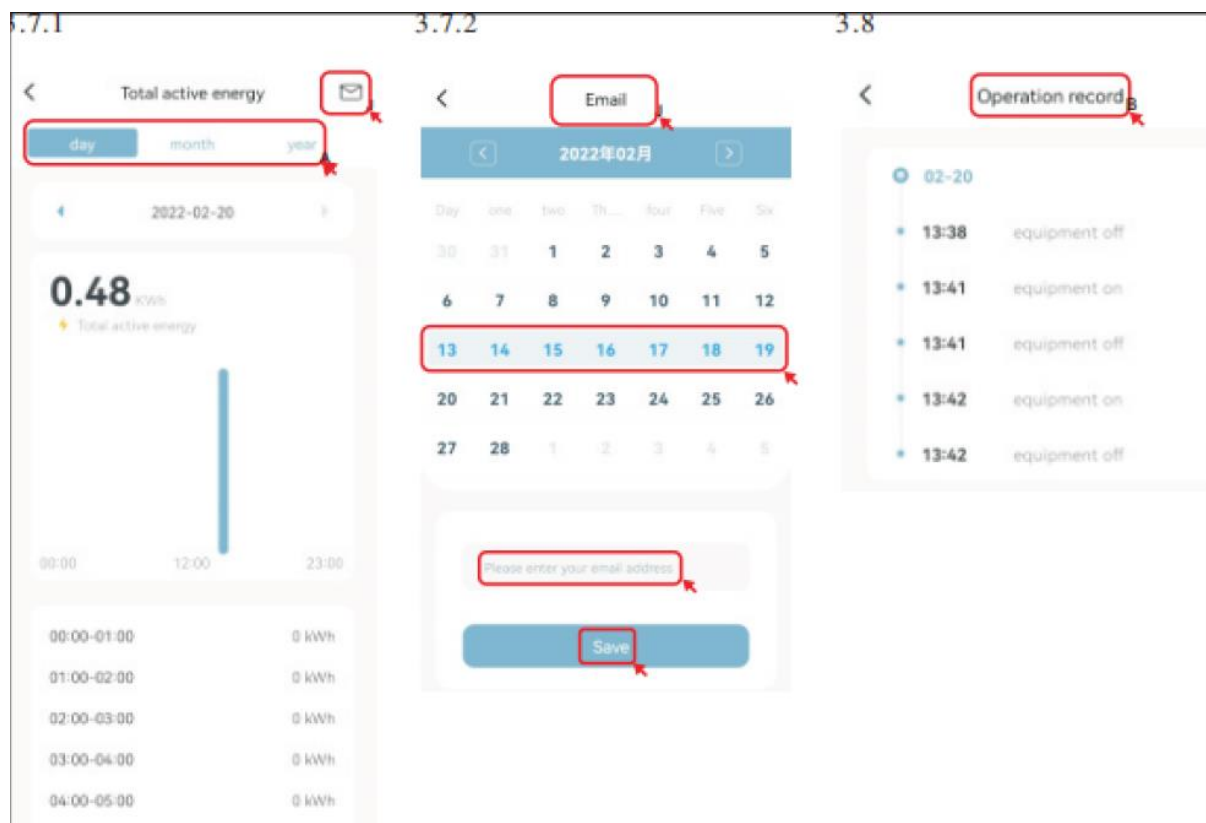 3.7.1
Total active energy
J
day month year
A
2022-02-20
0.48 KWh
Total active energy
00:00 12:00 23:00
00:00-01:00 0 kWh
01:00-02:00 0 kWh
02:00-03:00 0 kWh
03:00-04:00 0 kWh
04:00-05:00 0 kWh
3.7.2
Email
J
2022年02月
Day one two Th... four Five Six
30 31 1 2 3 4 5
6 7 8 9 10 11 12
13 14 15 16 17 18 19
20 21 22 23 24 25 26
27 28 1 2 3 4 5
Please enter your email address
Save
3.8
Operation record
B
02-20
13:38 equipment off
13:41 equipment on
13:41 equipment off
13:42 equipment on
13:42 equipment off